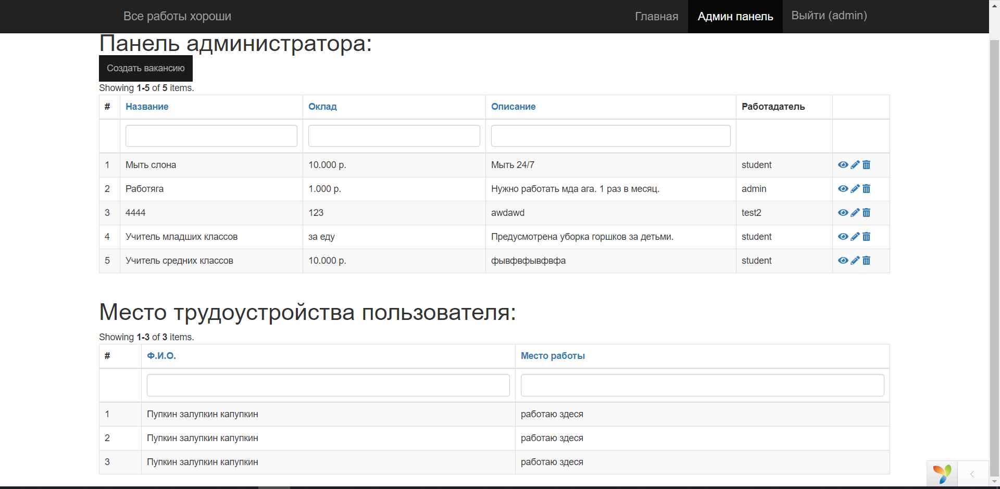 Все работы хороши Главная Админ панель Выйти (admin)
Панель администратора:
Создать вакансию
Showing 1-5 of 5 items.
# Название Оклад Описание Работадатель
1 Мыть слона 10.000 р. Мыть 24/7 student
2 Работяга 1.000 р. Нужно работать мда ага. 1 раз в месяц. admin
3 4444 123 awdawd test2
4 Учитель младших классов за еду Предусмотрена уборка горшков за детьми. student
5 Учитель средних классов 10.000 р. фывфвфывфвфа student
Место трудоустройства пользователя:
Showing 1-3 of 3 items.
# Ф.И.О. Место работы
1 Пупкин залупкин капупкин работаю здеся
2 Пупкин залупкин капупкин работаю здеся
3 Пупкин залупкин капупкин работаю здеся